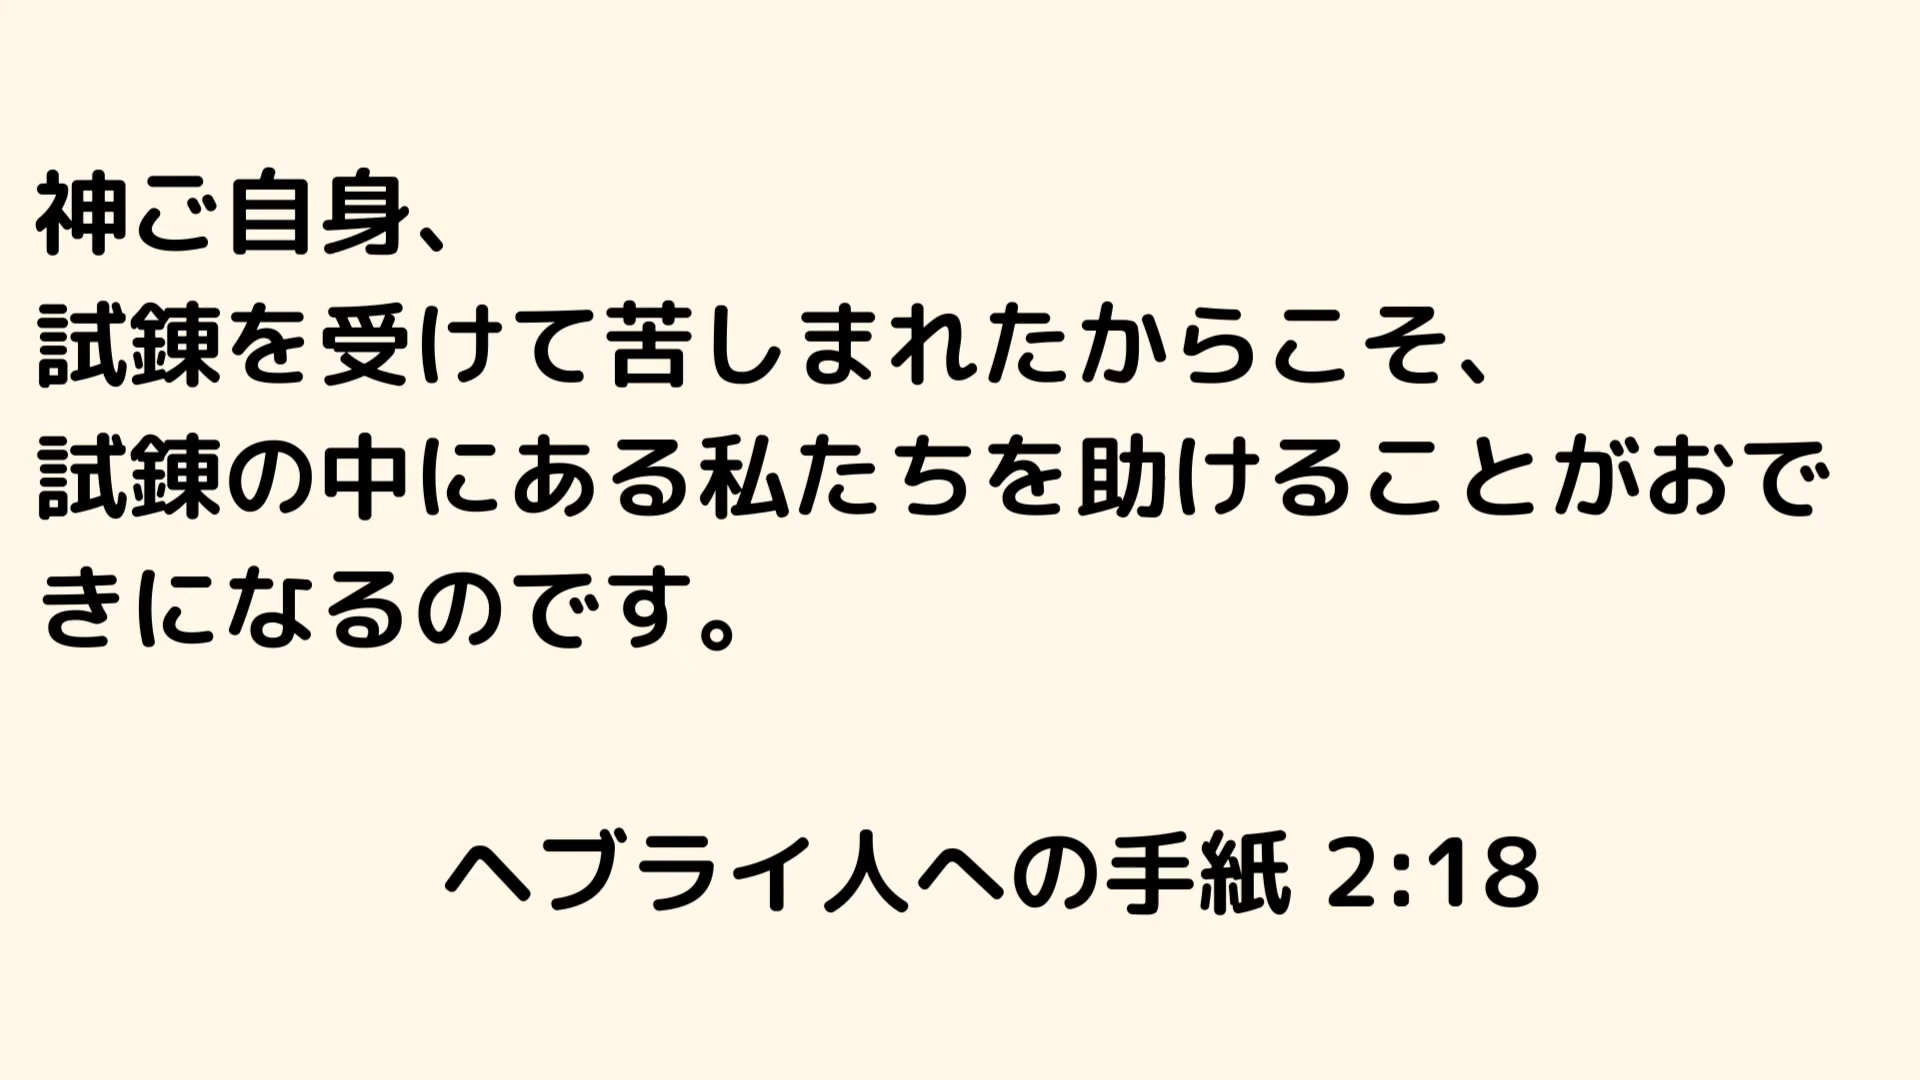 神ご自身、
試錬を受けて苦しまれたからこそ、
試錬の中にある私たちを助けることがおで
きになるのです。
ヘブライ人への手紙 2:18